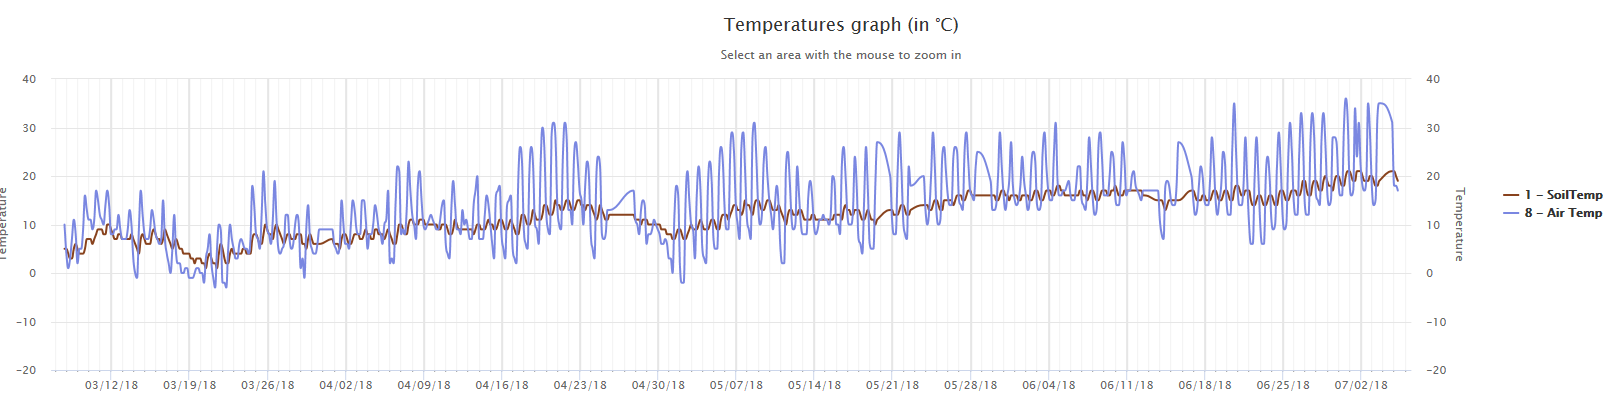 Temperatures graph (in °C)
Select an area with the mouse to zoom in
40
30
20
10
0
-10
-20
Temperature
40
30
20
10
0
-10
-20
Temperature
03/12/18 03/19/18 03/26/18 04/02/18 04/09/18 04/16/18 04/23/18 04/30/18 05/07/18 05/14/18 05/21/18 05/28/18 06/04/18 06/11/18 06/18/18 06/25/18 07/02/18
1 - SoilTemp
8 - Air Temp